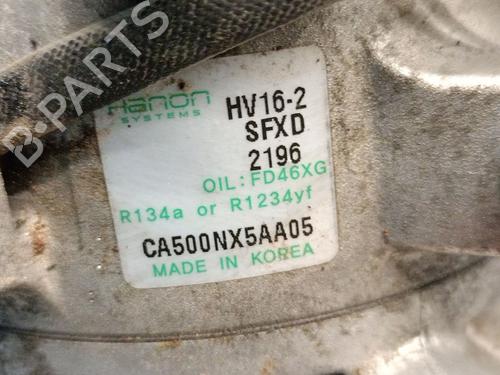 B-PARTS
Hanon
SYSTEMS
HV16-2
SFXD
2196
OIL:FD46XG
R134a or R1234yf
CA500NX5AA05
MADE IN KOREA